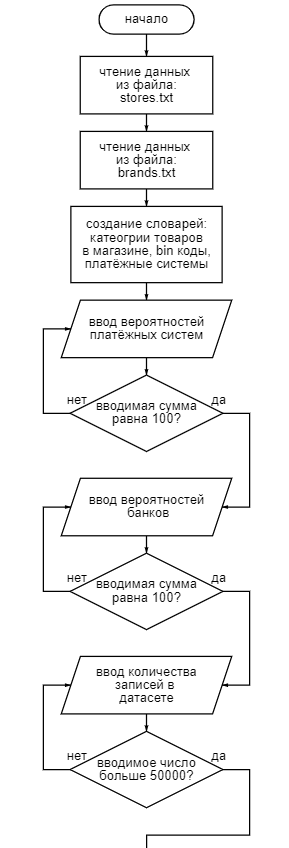 начало
чтение данных
из файла:
stores.txt
чтение данных
из файла:
brands.txt
создание словарей:
катеогрии товаров
в магазине, bin коды,
платёжные системы
ввод вероятностей
платёжных систем
нет
вводимая сумма
равна 100?
да
ввод вероятностей
банков
нет
вводимая сумма
равна 100?
да
ввод количества
записей в
датасете
нет
вводимое число
больше 50000?
да